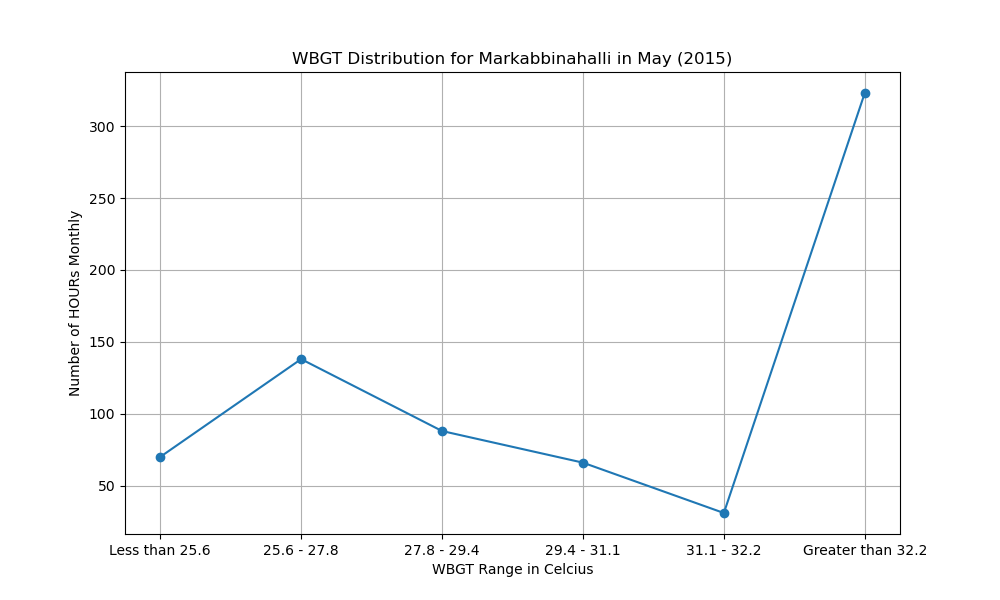 WBGT Distribution for Markabbinahalli in May (2015)
Number of HOURs Monthly
300
250
200
150
100
50
Less than 25.6
25.6 - 27.8
27.8 - 29.4
29.4 - 31.1
31.1 - 32.2
Greater than 32.2
WBGT Range in Celcius